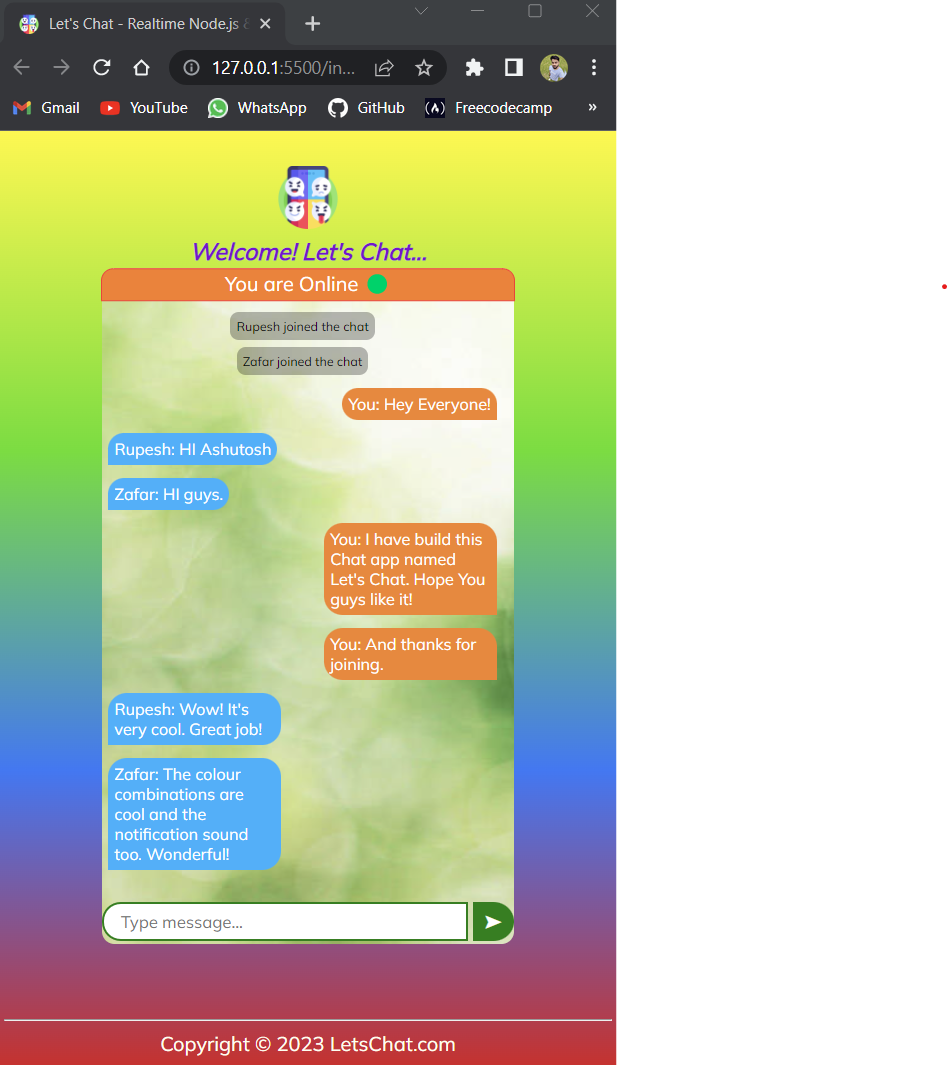 Let's Chat - Realtime Node.js
127.0.0.1:5500/in...
Gmail YouTube WhatsApp GitHub Freecodecamp »
Welcome! Let's Chat...
You are Online
Rupesh joined the chat
Zafar joined the chat
You: Hey Everyone!
Rupesh: HI Ashutosh
Zafar: HI guys.
You: I have build this
Chat app named
Let's Chat. Hope You
guys like it!
You: And thanks for
joining.
Rupesh: Wow! It's
very cool. Great job!
Zafar: The colour
combinations are
cool and the
notification sound
too. Wonderful!
Type message...
Copyright © 2023 LetsChat.com